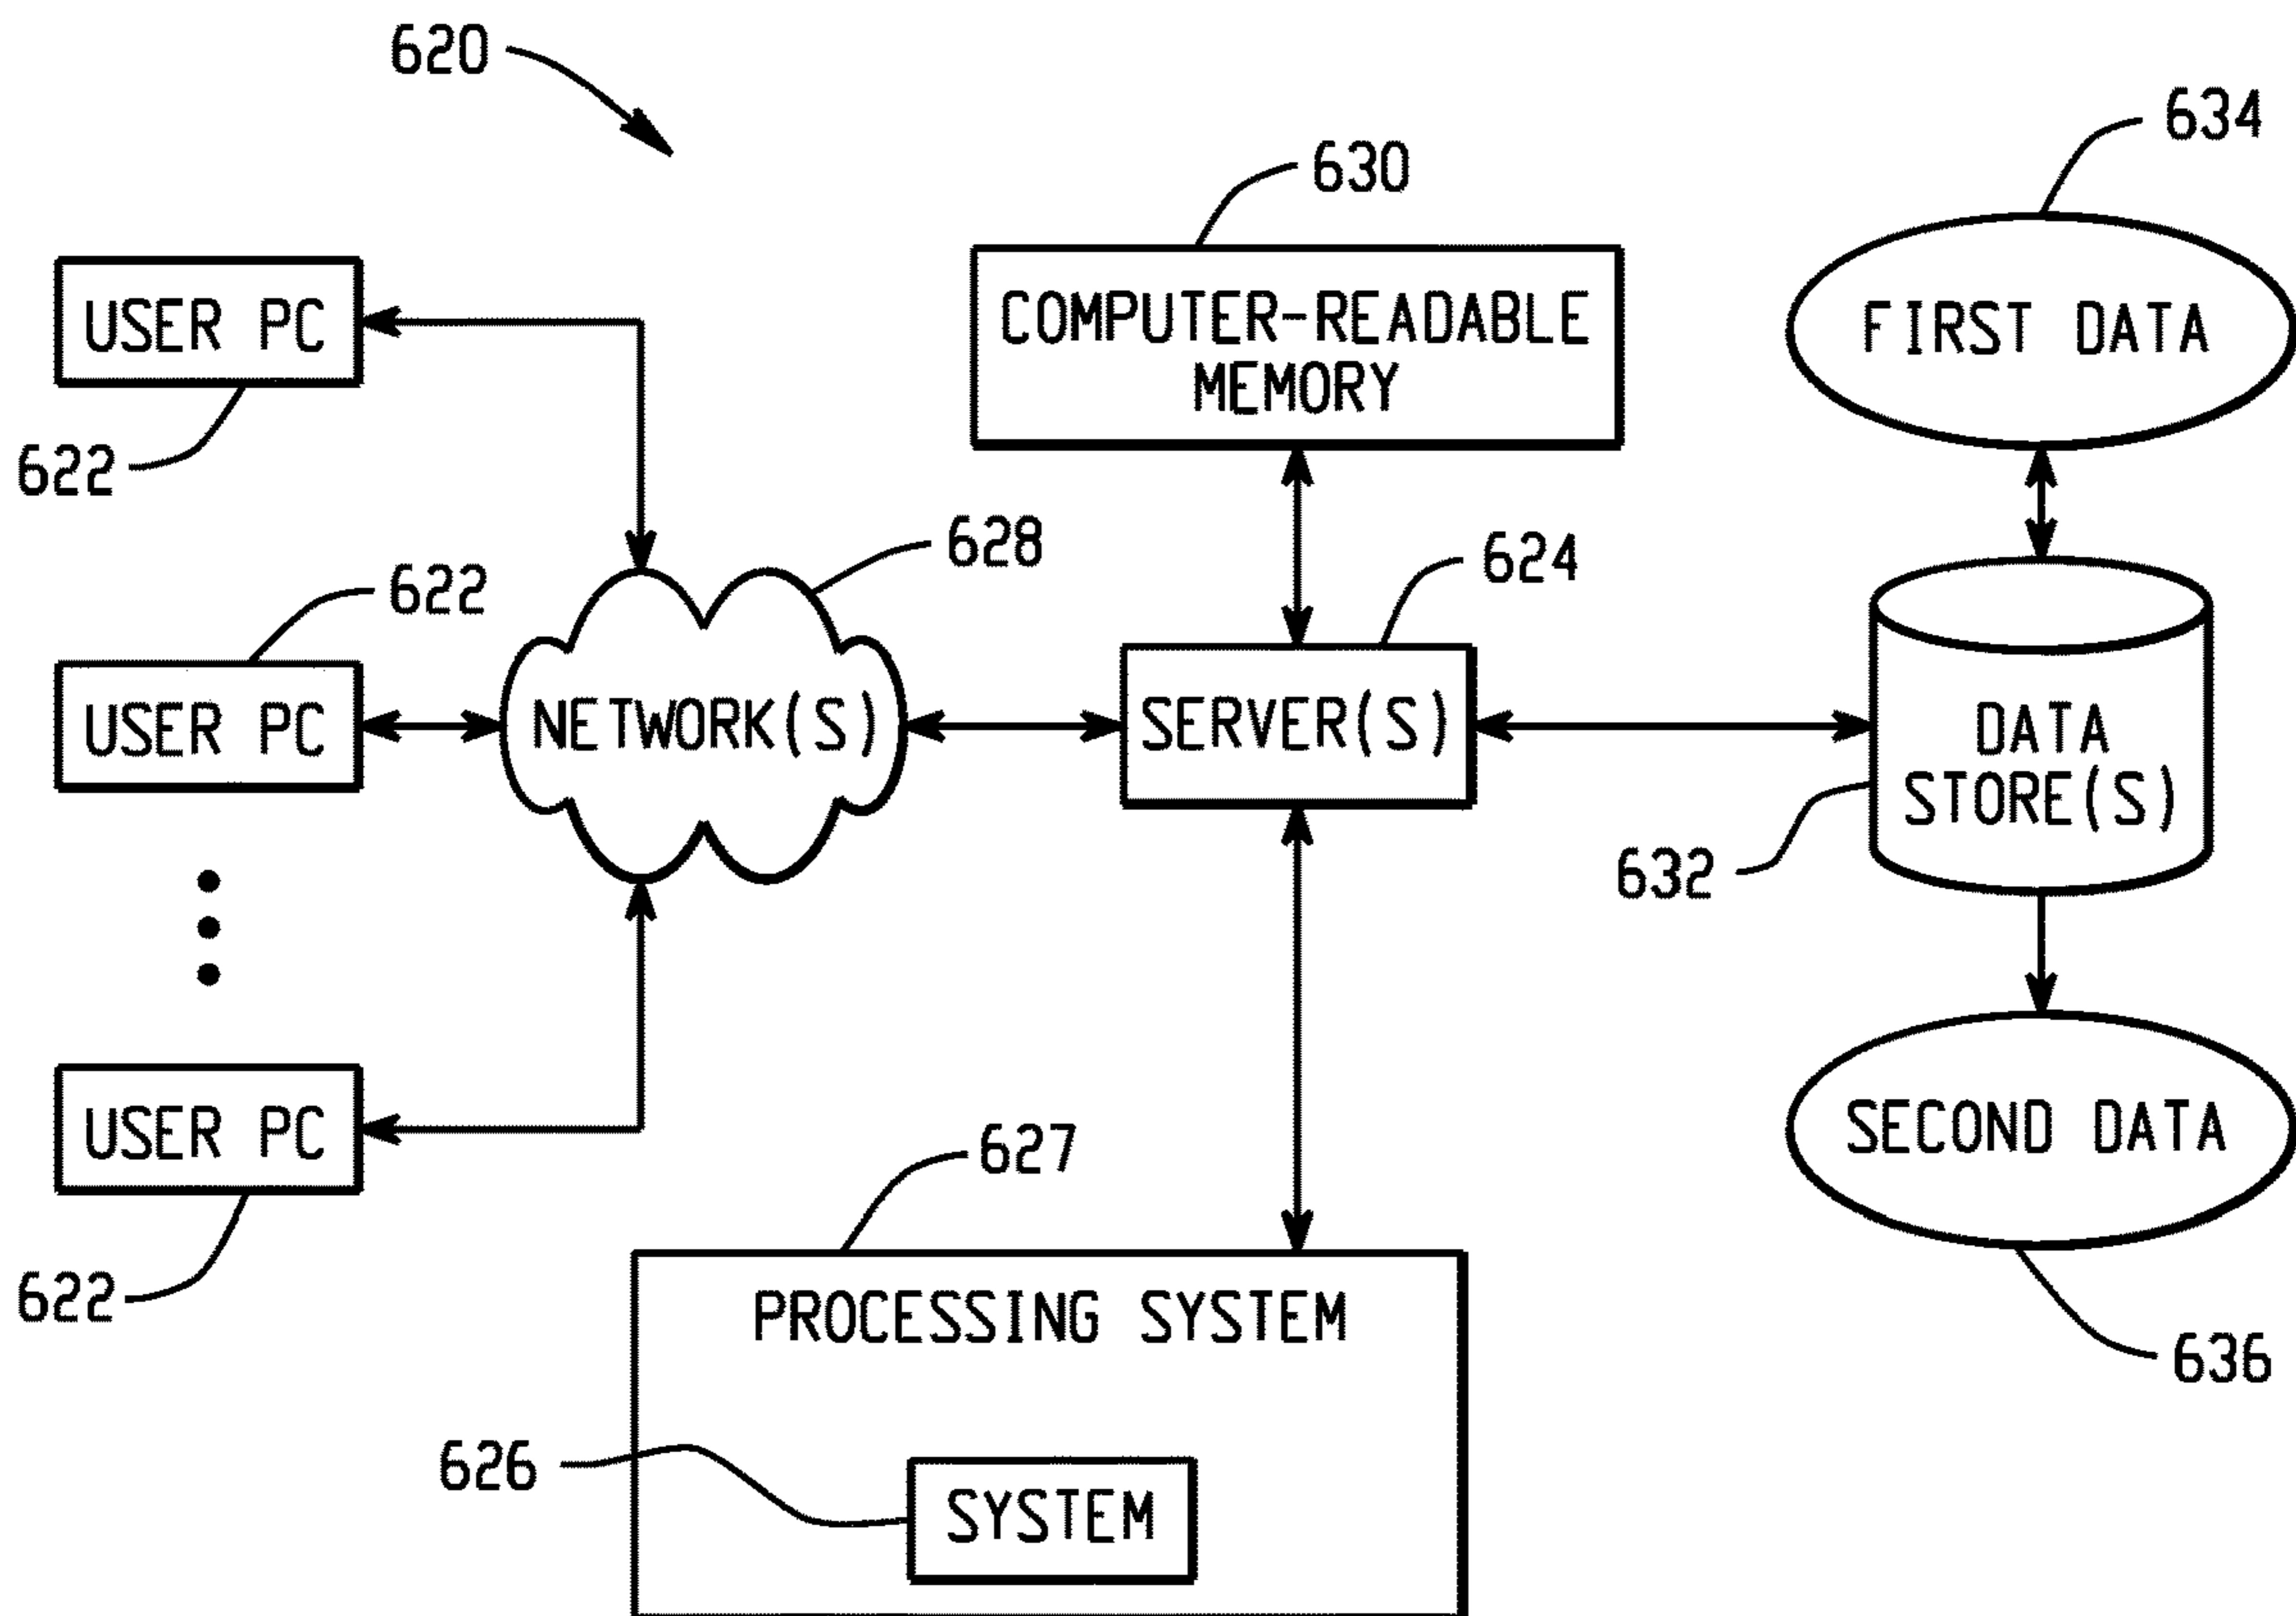 620
634
630
USER PC
COMPUTER-READABLE
MEMORY
FIRST DATA
622
628
624
622
USER PC
NETWORK(S)
SERVER(S)
DATA
STORE(S)
632
USER PC
627
SECOND DATA
622
PROCESSING SYSTEM
636
626
SYSTEM